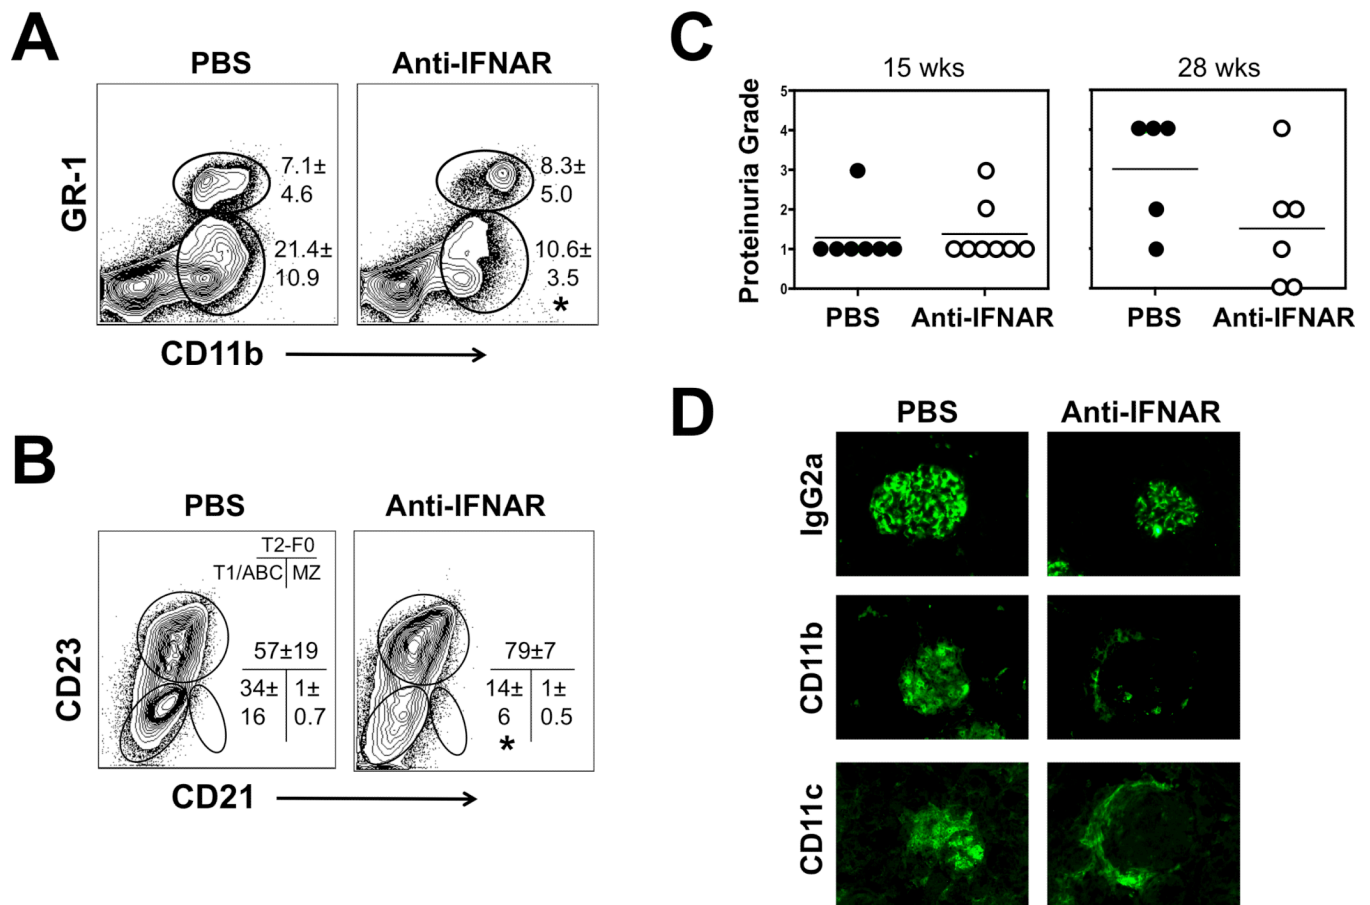 A
PBS
Anti-IFNAR
GR-1
7.1±
4.6
21.4±
10.9
8.3±
5.0
10.6±
3.5
*
CD11b
B
PBS
Anti-IFNAR
CD23
T2-F0
T1/ABC MZ
57±19
34± 1±
16 0.7
79±7
14± 1±
6 0.5
*
CD21
C
15 wks
28 wks
Proteinuria Grade
5
4
3
2
1
0
PBS
Anti-IFNAR
PBS
Anti-IFNAR
D
PBS
Anti-IFNAR
IgG2a
CD11b
CD11c